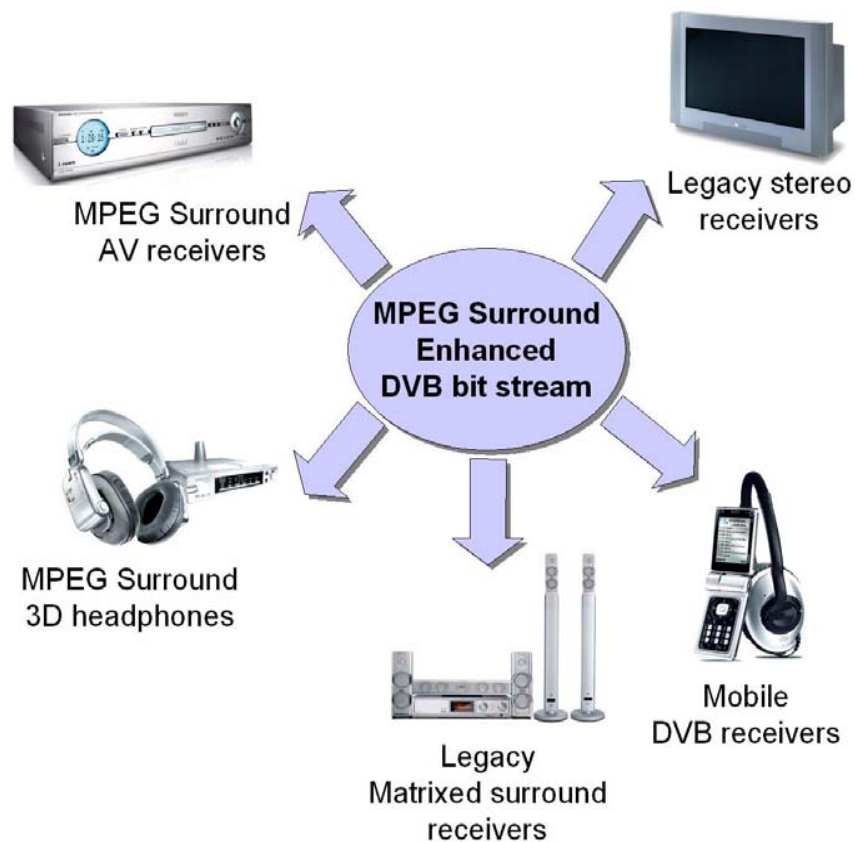 MPEG Surround
AV receivers
Legacy stereo
receivers
MPEG Surround
Enhanced
DVB bit stream
MPEG Surround
3D headphones
Legacy
Matrixed surround
receivers
Mobile
DVB receivers